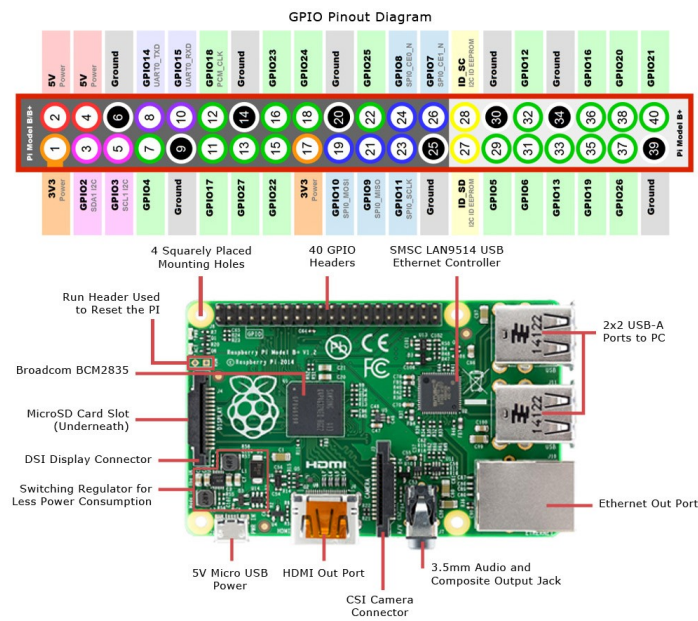 GPIO Pinout Diagram
5V Power
5V Power
Ground
GPIO14 UART0_TXD
GPIO15 UART0_RXD
GPIO18 PCM_CLK
Ground
GPIO23
GPIO24
Ground
GPIO25
GPIO8 SPI0_CE0_N
GPIO7 SPI0_CE1_N
ID_SC I2C ID EEPROM
Ground
GPIO12
Ground
GPIO16
GPIO20
GPIO21
Pi Model B/B+
2 4 6 8 10 12 14 16 18 20 22 24 26 28 30 32 34 36 38 40
1 3 5 7 9 11 13 15 17 19 21 23 25 27 29 31 33 35 37 39
Pi Model B+
3V3 Power
GPIO2 SDA1 I2C
GPIO3 SCL1 I2C
GPIO4
Ground
GPIO17
GPIO27
GPIO22
3V3 Power
GPIO10 SPI0_MOSI
GPIO9 SPI0_MISO
GPIO11 SPI0_SCLK
Ground
ID_SD I2C ID EEPROM
GPIO5
GPIO6
GPIO13
GPIO19
GPIO26
Ground
4 Squarely Placed
Mounting Holes
40 GPIO
Headers
SMSC LAN9514 USB
Ethernet Controller
Run Header Used
to Reset the PI
Broadcom BCM2835
MicroSD Card Slot
(Underneath)
DSI Display Connector
Switching Regulator for
Less Power Consumption
5V Micro USB
Power
HDMI Out Port
CSI Camera
Connector
3.5mm Audio and
Composite Output Jack
Ethernet Out Port
2x2 USB-A
Ports to PC
GPIO
Raspberry Pi Model B+ V1.2
Raspberry Pi 2014
CE
FC
DISPLAY
HDMI
CAMERA
14122
USB
14122
USB